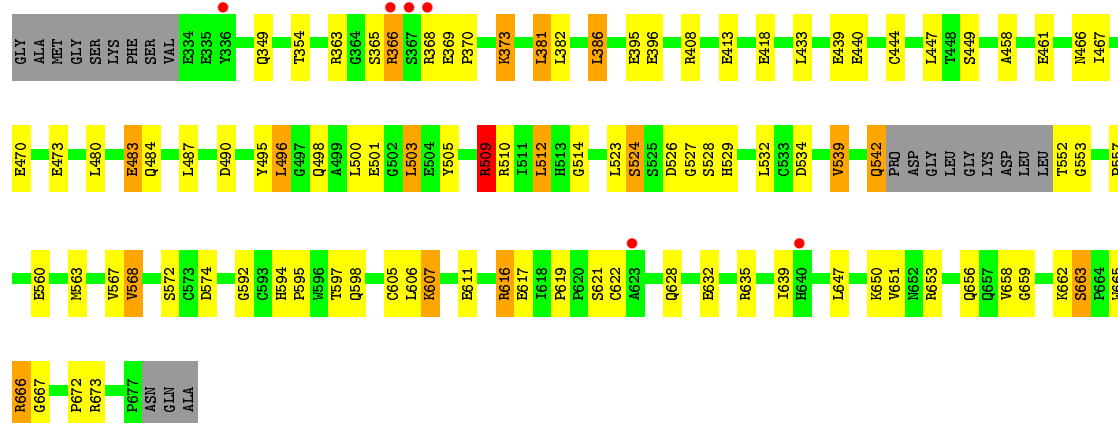 GLY ALA MET GLY SER LYS PHE SER VAL E334 E335 Y336 Q349 T354 R363 G364 S365 R366 S367 R368 E369 P370 K373 L381 L382 L386 E395 E396 R408 E413 E418 L433 E439 E440 C444 L447 T448 S449 A458 E461 N466 I467
E470 E473 L480 E483 Q484 L487 D490 Y495 L496 G497 Q498 A499 L500 E501 G502 L503 E504 Y505 R509 R510 I511 L512 H513 G514 L523 S524 S525 D526 G527 S528 H529 L532 C533 D534 V539 Q542 PRO ASP GLY LEU GLY LYS ASP LEU LEU T552 G553 P557
E560 M563 V567 V568 S572 C573 D574 G592 C593 H594 P595 W596 T597 Q598 C605 L606 K607 E611 R616 E617 I618 P619 P620 S621 C622 A623 Q628 E632 R635 I639 H640 L647 K650 V651 N652 R653 Q656 Q657 V658 G659 K662 S663 P664 W665
R666 G667 P672 R673 P677 ASN GLN ALA